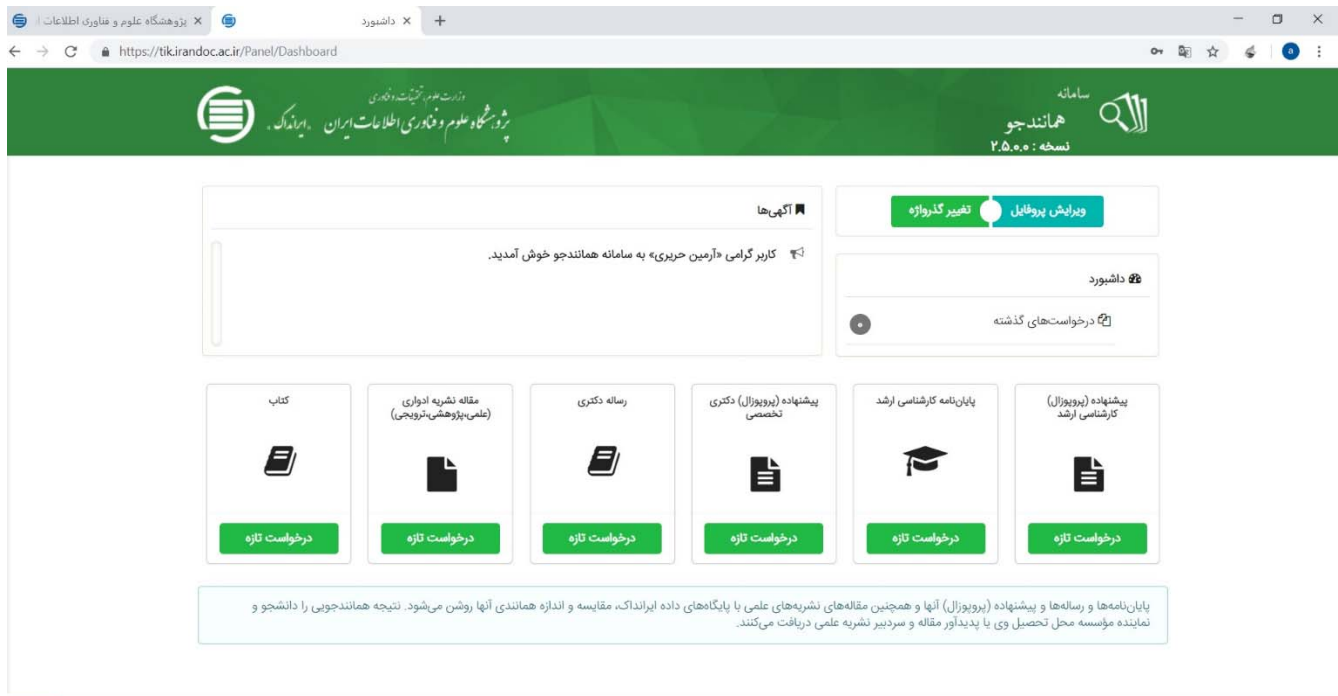 پژوهشگاه علوم و فناوری اطلاعات ا
داشبورد
https://tik.irandoc.ac.ir/Panel/Dashboard
a
سامانه
همانندجو
نسخه : ۲.۵.۰.۰
وزارت علوم، تحقیقات و فناوری
پژوهشگاه علوم و فناوری اطلاعات ایران . ایرانداک .
ویرایش پروفایل
تغییر گذرواژه
آگهی‌ها
کاربر گرامی «آرمین حریری» به سامانه همانندجو خوش آمدید.
داشبورد
درخواست‌های گذشته
۰
پیشنهاده (پروپوزال)
کارشناسی ارشد
درخواست تازه
پایان‌نامه کارشناسی ارشد
درخواست تازه
پیشنهاده (پروپوزال) دکتری
تخصصی
درخواست تازه
رساله دکتری
درخواست تازه
مقاله نشریه ادواری
(علمی،پژوهشی،ترویجی)
درخواست تازه
کتاب
درخواست تازه
پایان‌نامه‌ها و رساله‌ها و پیشنهاده (پروپوزال) آنها و همچنین مقاله‌های نشریه‌های علمی با پایگاه‌های داده ایرانداک، مقایسه و اندازه همانندی آنها روشن می‌شود. نتیجه همانندجویی را دانشجو و
نماینده مؤسسه محل تحصیل وی یا پدیدآور مقاله و سردبیر نشریه علمی دریافت می‌کنند.